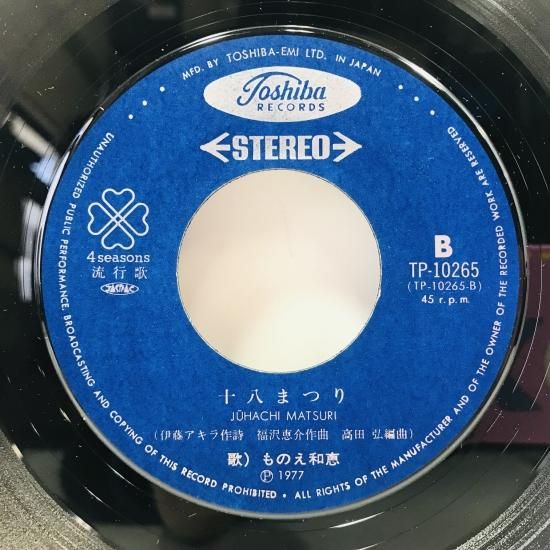 MFD. BY TOSHIBA-EMI LTD. IN JAPAN
Toshiba
RECORDS
STEREO
4 seasons
流行歌
B
TP-10265
(TP-10265-B)
45 r.p.m.
十八まつり
JŪHACHI MATSURI
(伊藤アキラ作詩 福沢恵介作曲 高田 弘編曲)
歌) ものえ和恵
Ⓟ 1977
UNAUTHORIZED PUBLIC PERFORMANCE, BROADCASTING AND COPYING OF THIS RECORD PROHIBITED • ALL RIGHTS OF THE MANUFACTURER AND OF THE OWNER OF THE RECORDED WORK ARE RESERVED